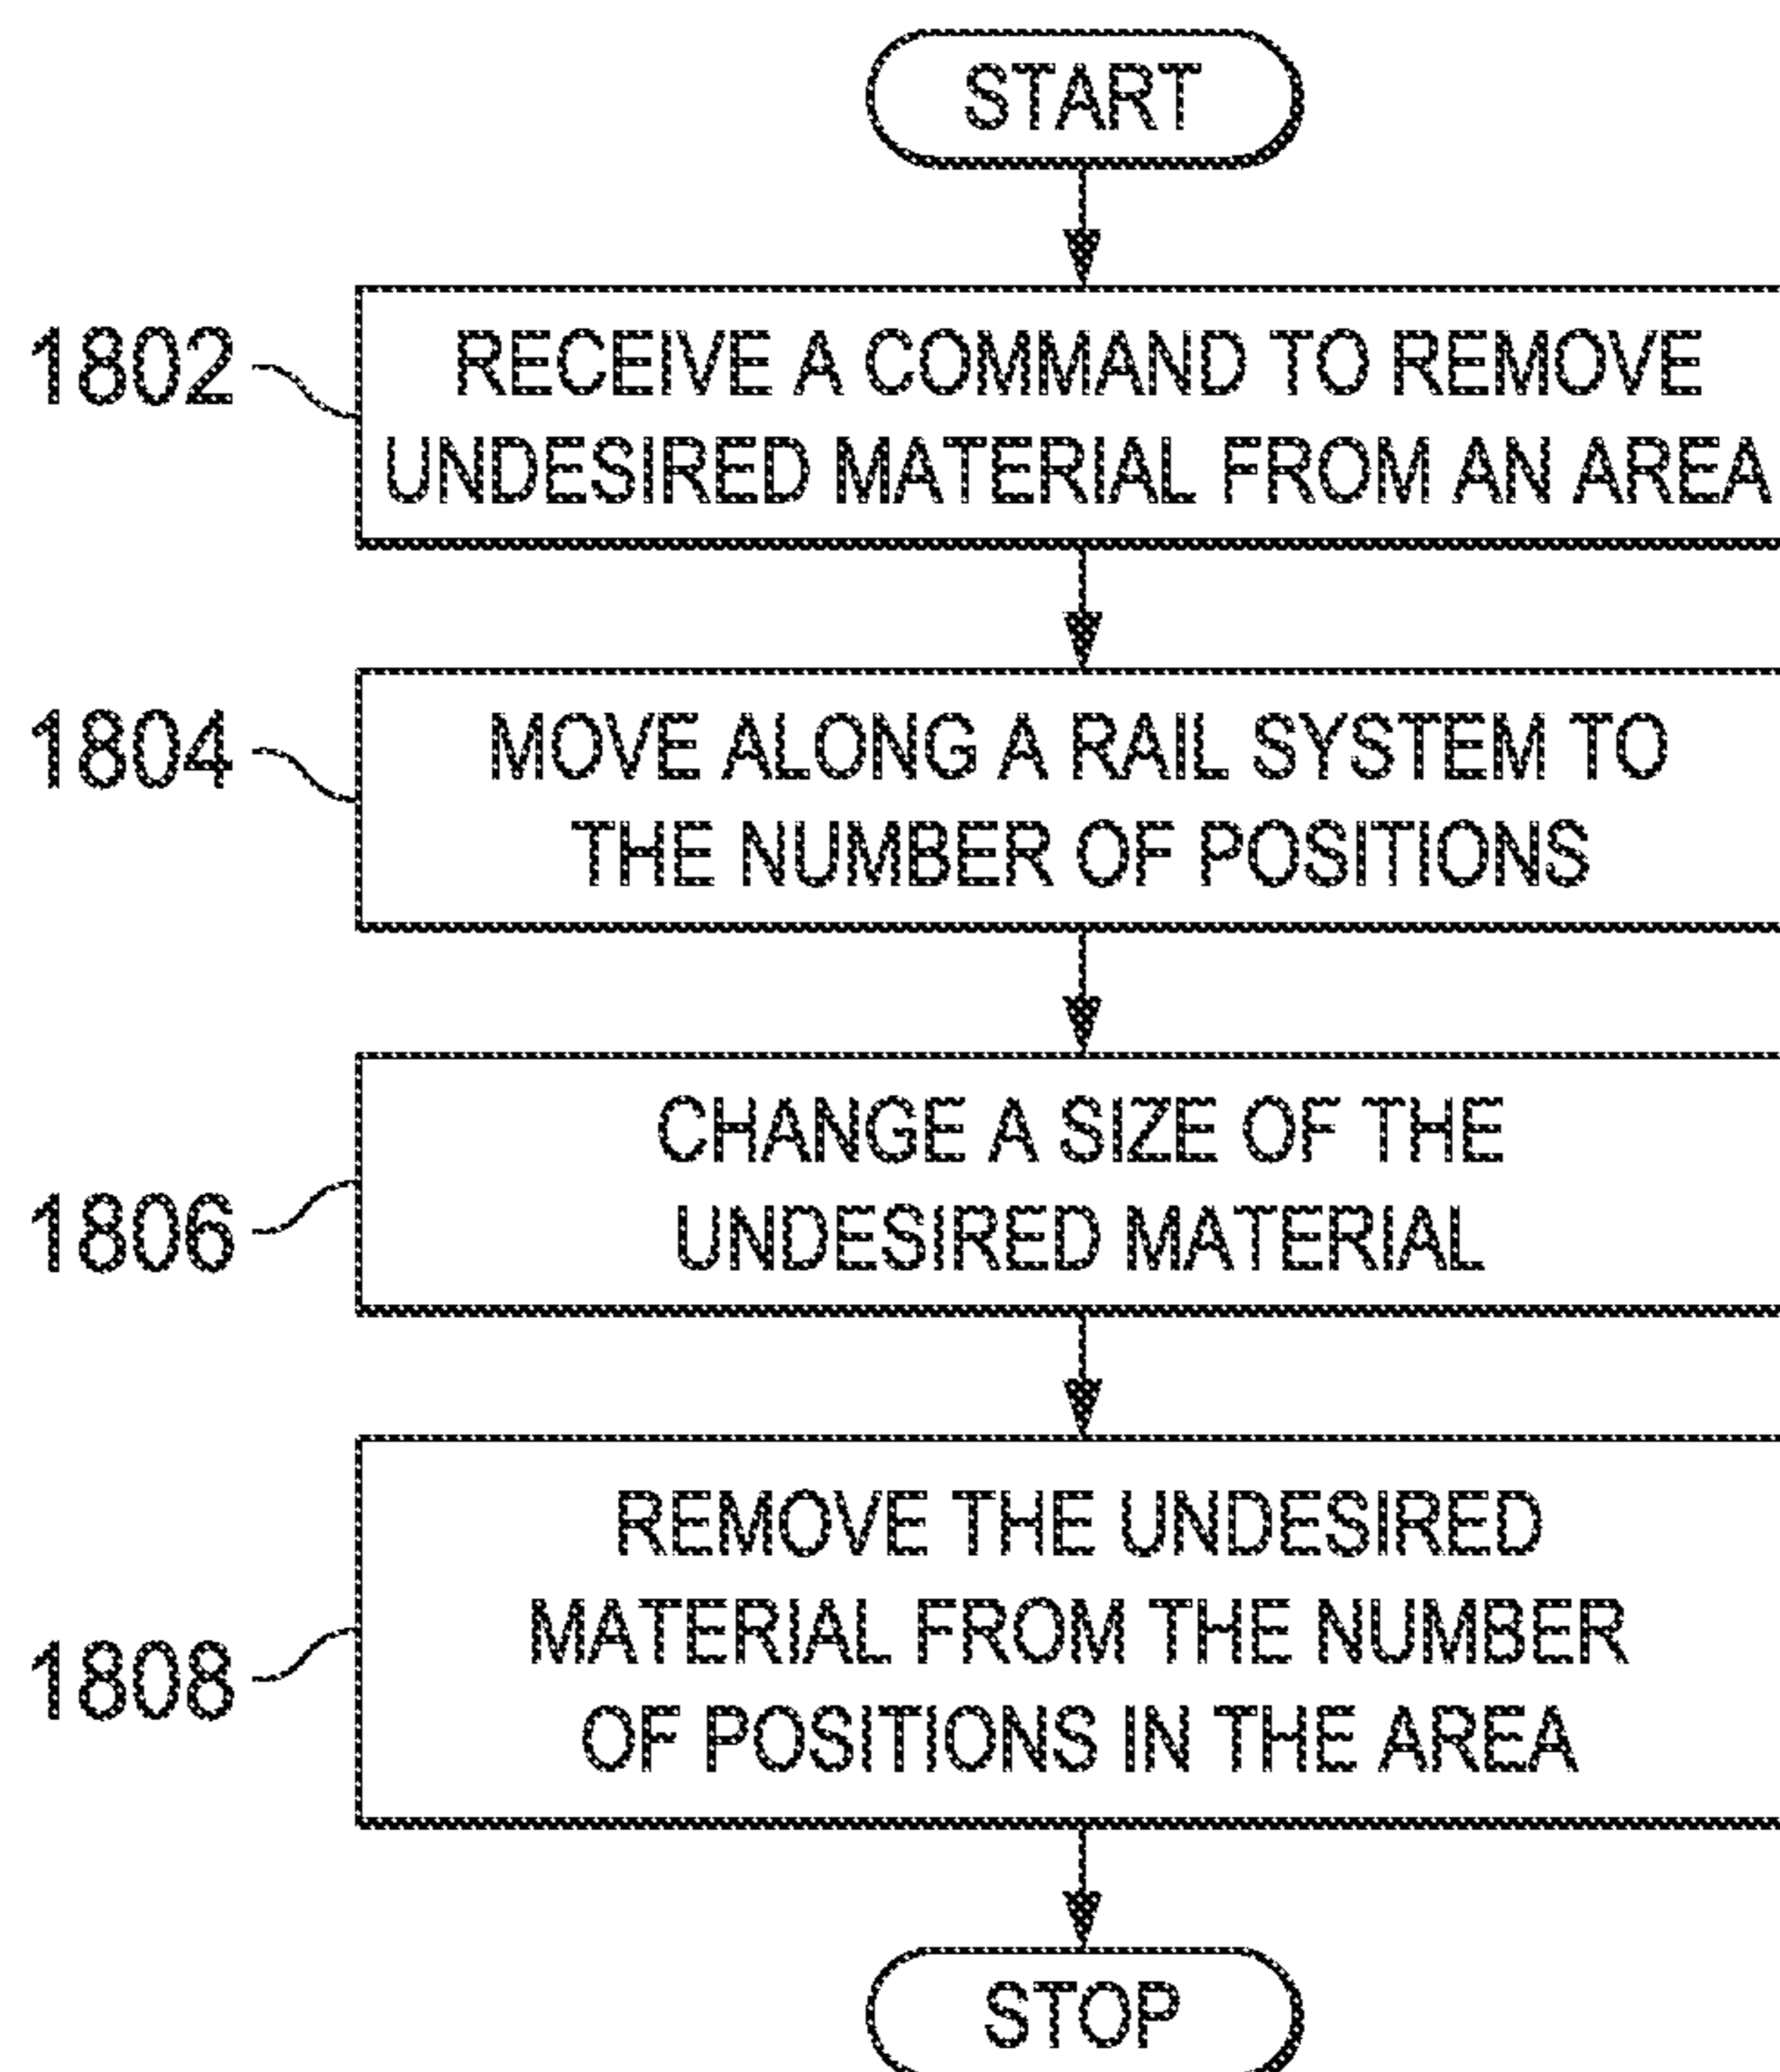 START
1802
RECEIVE A COMMAND TO REMOVE
UNDESIRED MATERIAL FROM AN AREA
1804
MOVE ALONG A RAIL SYSTEM TO
THE NUMBER OF POSITIONS
1806
CHANGE A SIZE OF THE
UNDESIRED MATERIAL
1808
REMOVE THE UNDESIRED
MATERIAL FROM THE NUMBER
OF POSITIONS IN THE AREA
STOP